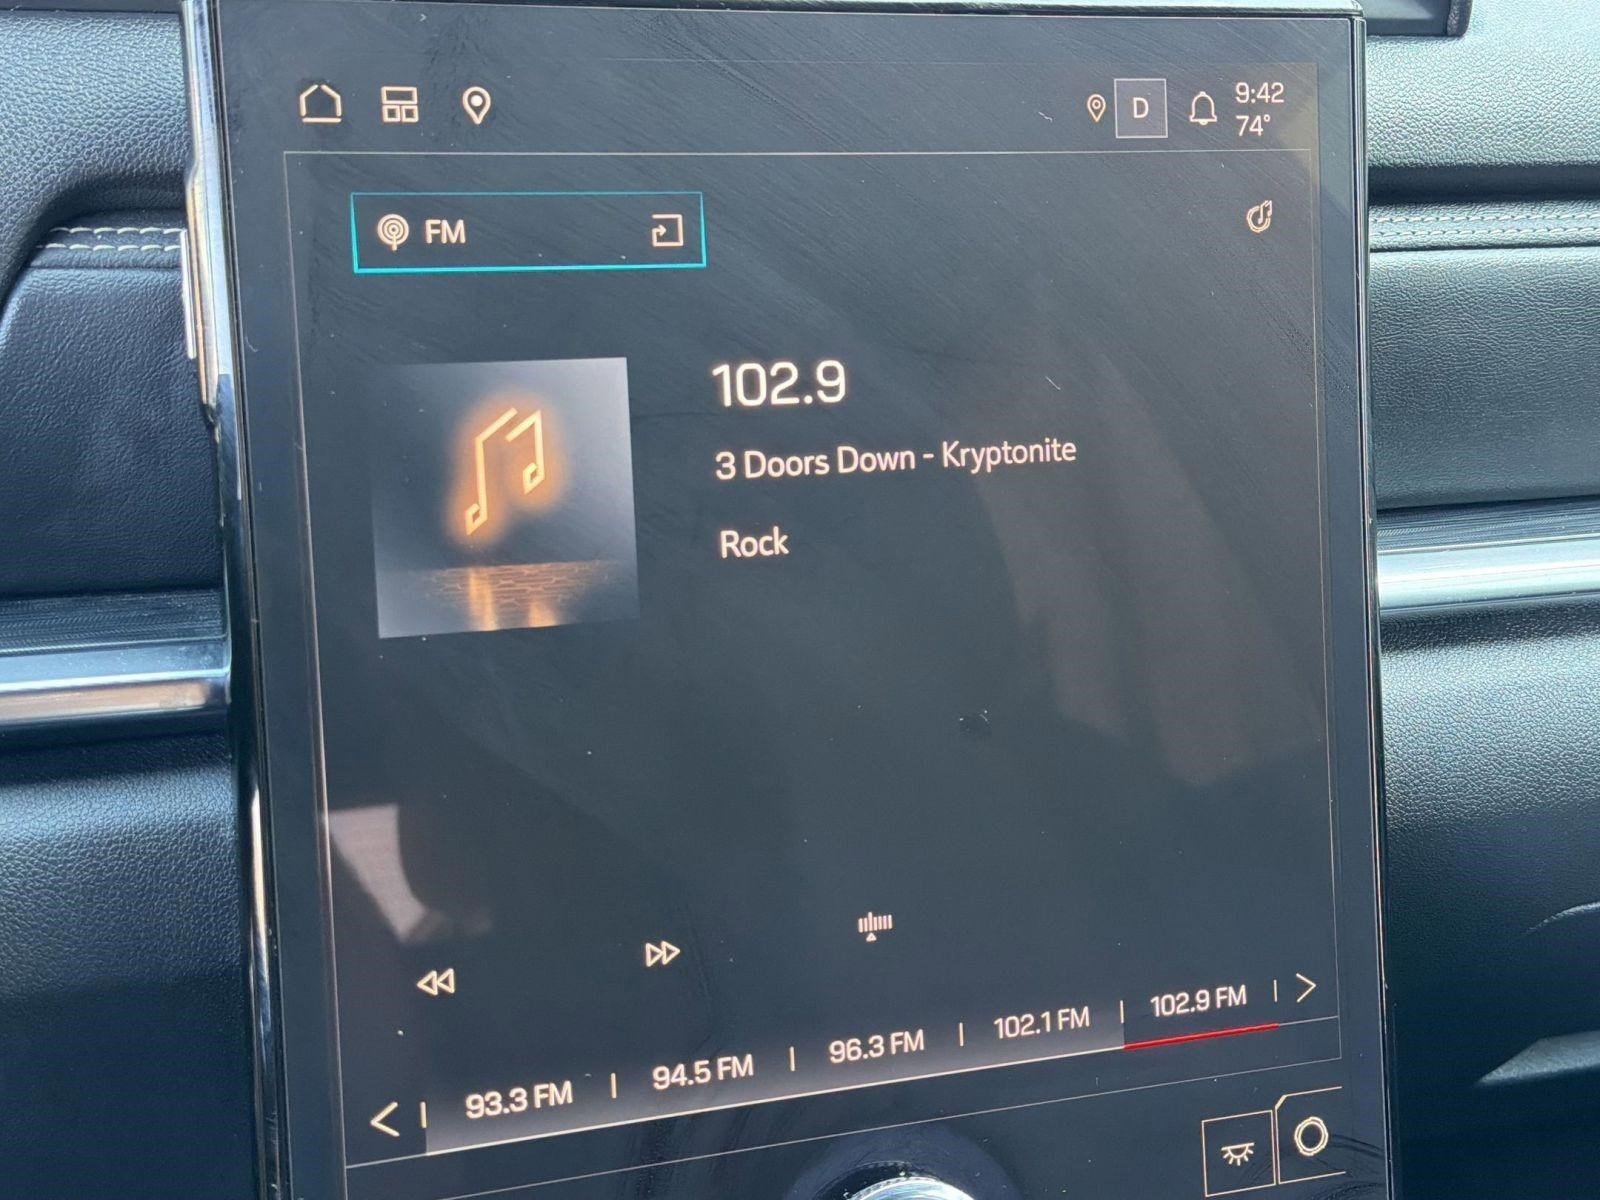 D
9:42
74°
FM
102.9
3 Doors Down - Kryptonite
Rock
93.3 FM | 94.5 FM | 96.3 FM | 102.1 FM | 102.9 FM